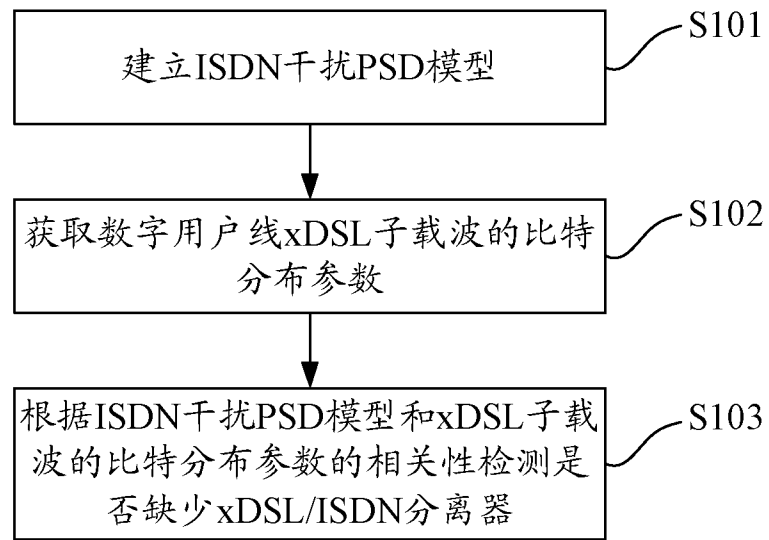 建立ISDN干扰PSD模型
S101
获取数字用户线xDSL子载波的比特
分布参数
S102
根据ISDN干扰PSD模型和xDSL子载
波的比特分布参数的相关性检测是
否缺少xDSL/ISDN分离器
S103